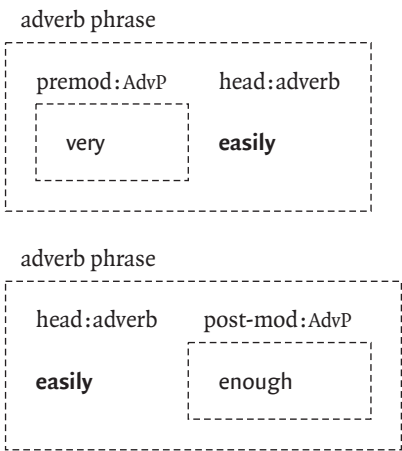 adverb phrase
premod:AdvP head:adverb
very easily
adverb phrase
head:adverb post-mod:AdvP
easily enough